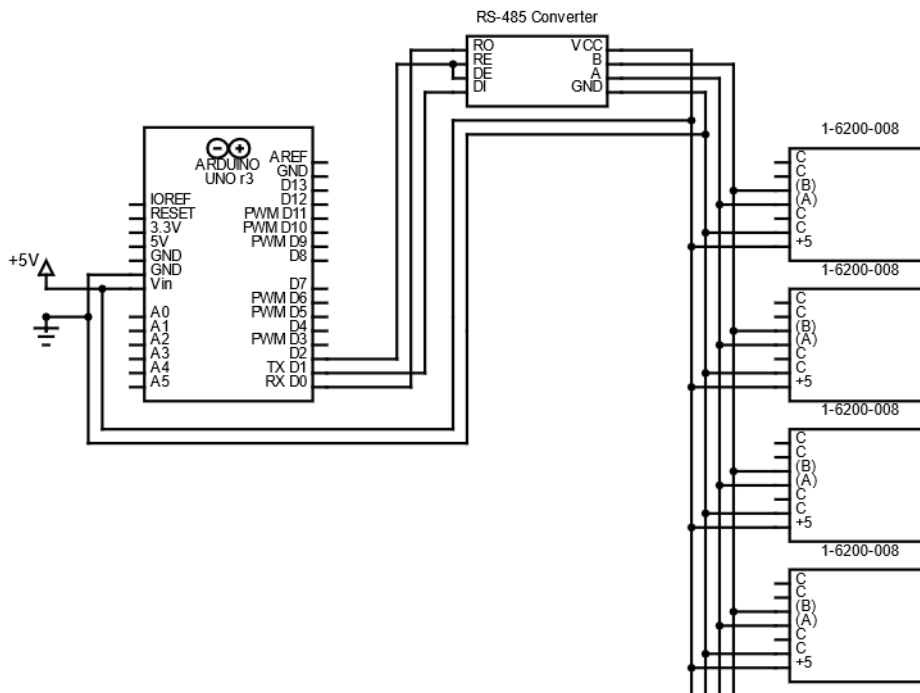 RS-485 Converter
RO
RE
DE
DI
VCC
B
A
GND
ARDUINO
UNO r3
IOREF
RESET
3.3V
5V
GND
GND
Vin
A0
A1
A2
A3
A4
A5
AREF
GND
D13
D12
PWM D11
PWM D10
PWM D9
D8
D7
PWM D6
PWM D5
D4
PWM D3
D2
TX D1
RX D0
+5V
1-6200-008
C
C
(B)
(A)
C
C
+5
1-6200-008
C
C
(B)
(A)
C
C
+5
1-6200-008
C
C
(B)
(A)
C
C
+5
1-6200-008
C
C
(B)
(A)
C
C
+5